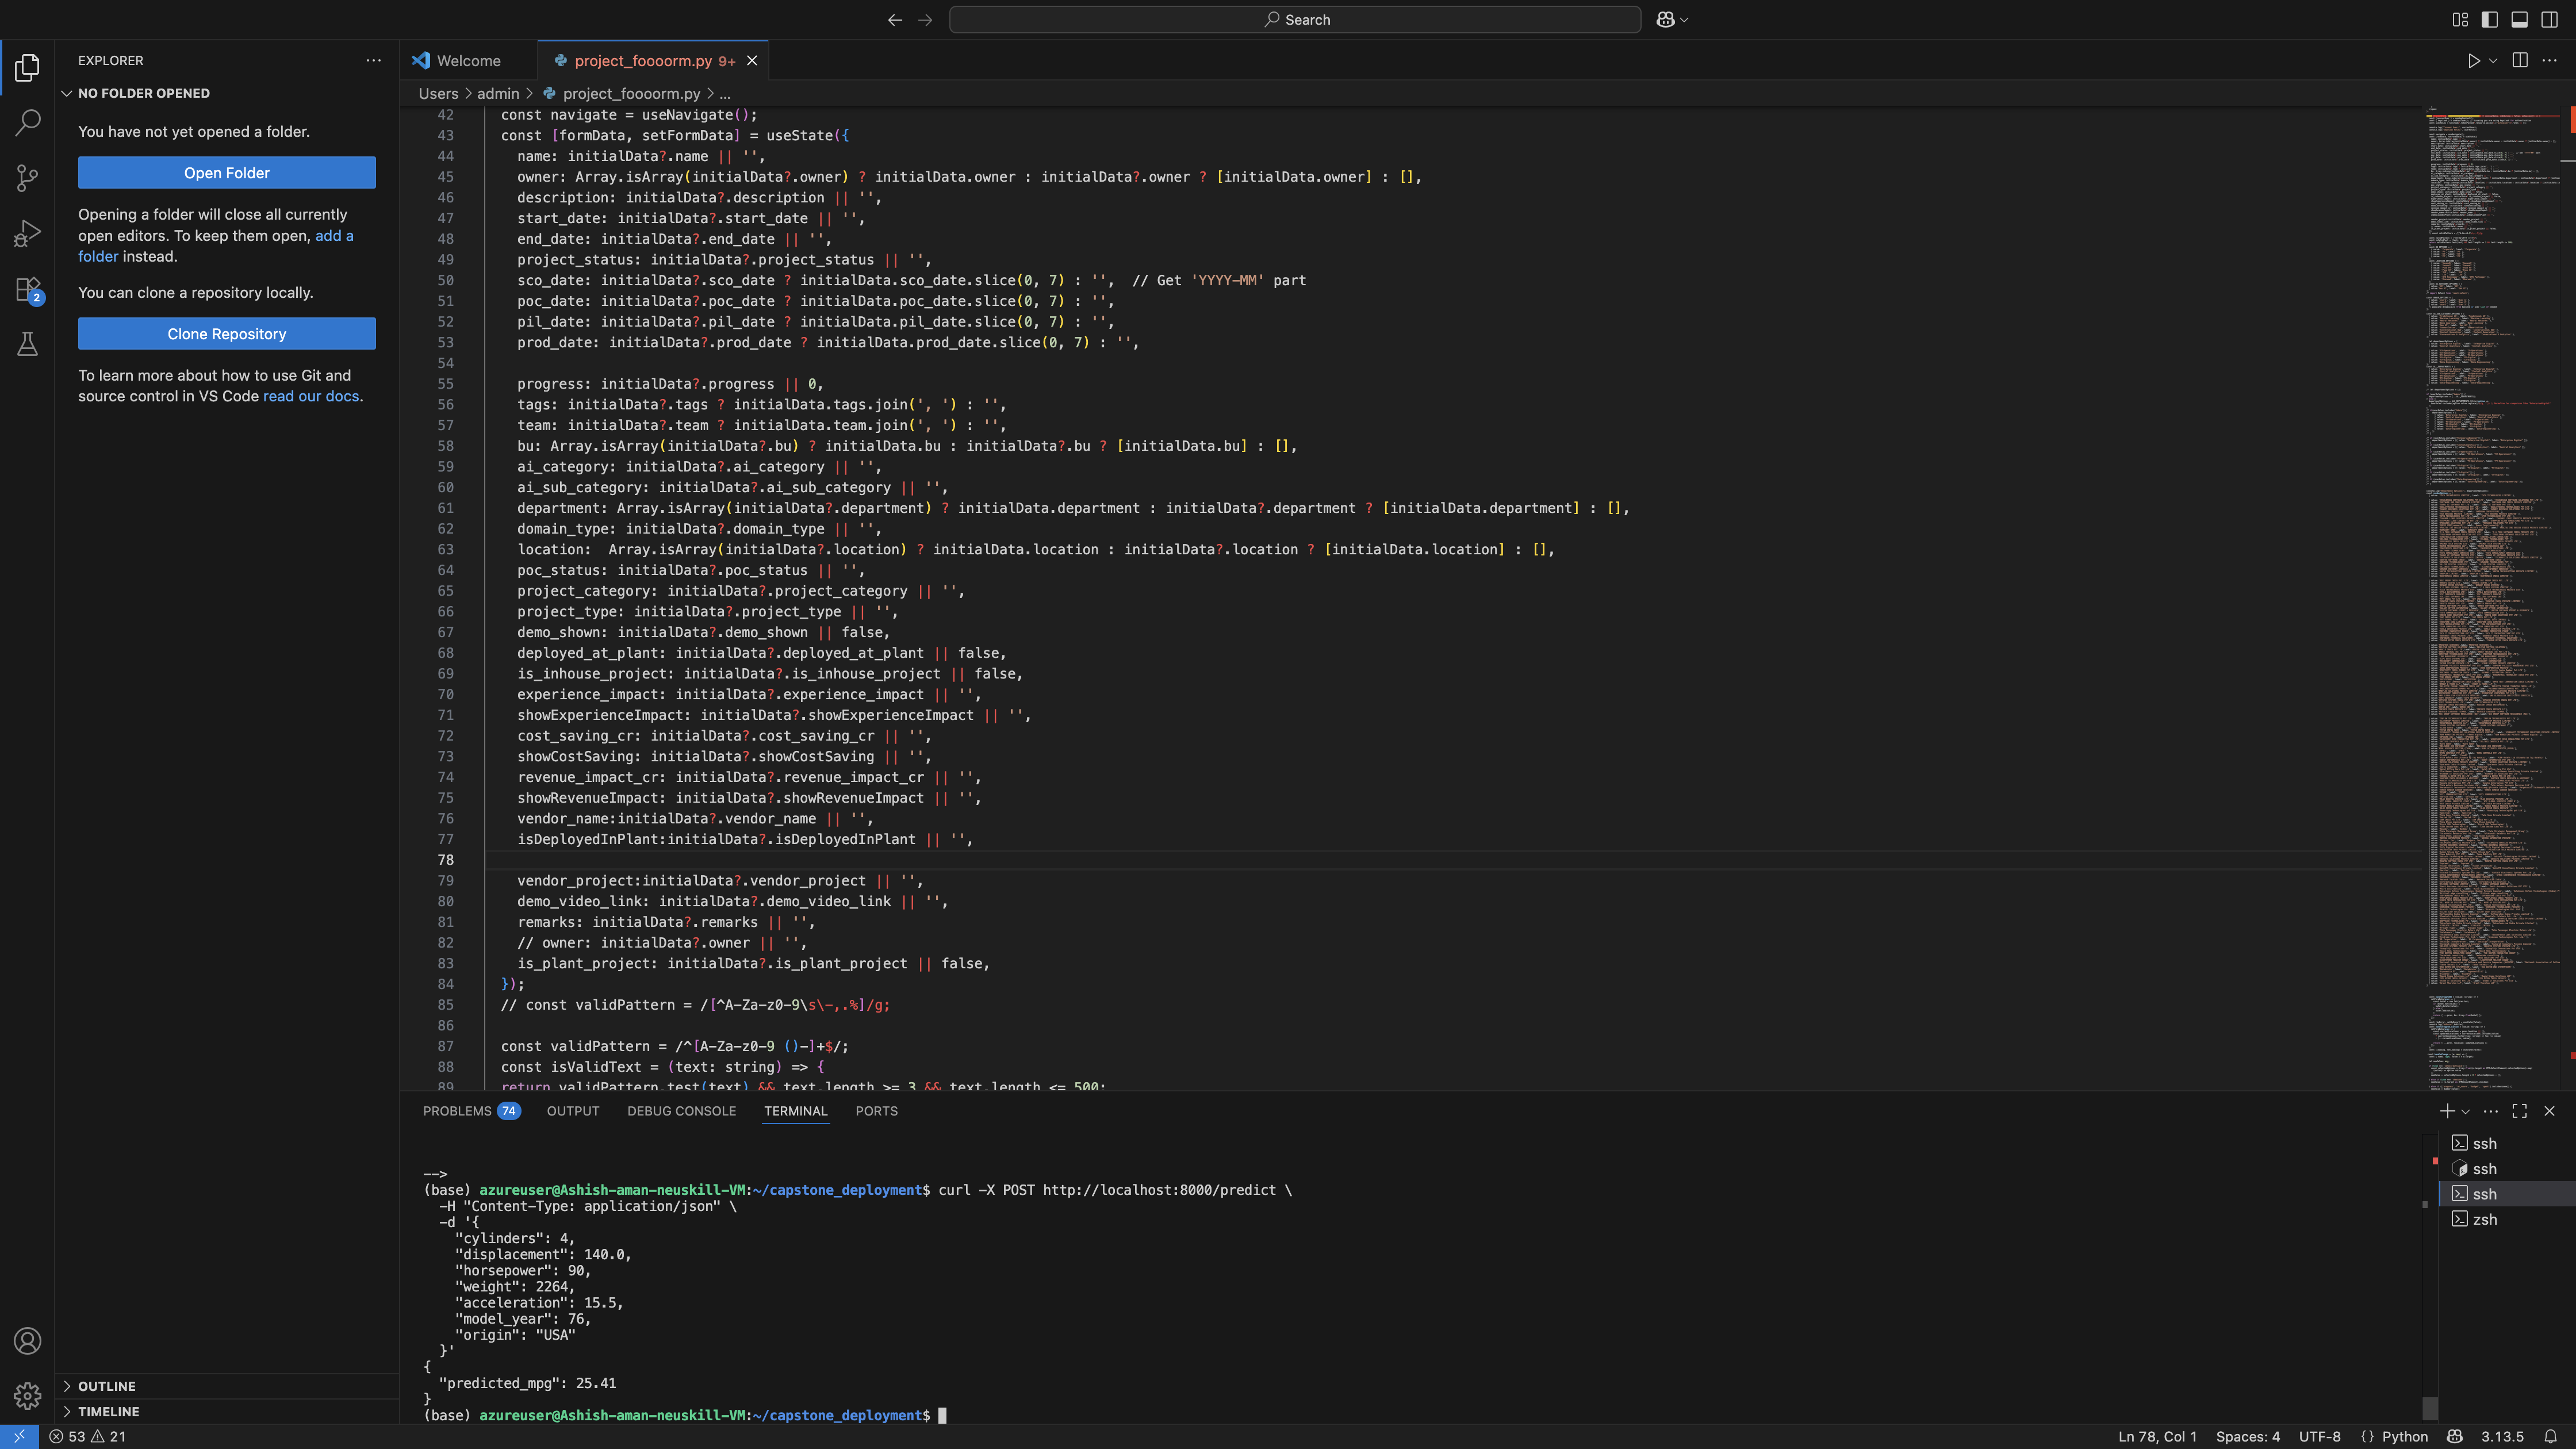 Search
EXPLORER
NO FOLDER OPENED
You have not yet opened a folder.
Open Folder
Opening a folder will close all currently
open editors. To keep them open, add a
folder instead.
You can clone a repository locally.
Clone Repository
To learn more about how to use Git and
source control in VS Code read our docs.
2
OUTLINE
TIMELINE
Welcome
project_foooorm.py 9+
Users > admin > project_foooorm.py > ...
42 const navigate = useNavigate();
43 const [formData, setFormData] = useState({
44 name: initialData?.name || '',
45 owner: Array.isArray(initialData?.owner) ? initialData.owner : initialData?.owner ? [initialData.owner] : [],
46 description: initialData?.description || '',
47 start_date: initialData?.start_date || '',
48 end_date: initialData?.end_date || '',
49 project_status: initialData?.project_status || '',
50 sco_date: initialData?.sco_date ? initialData.sco_date.slice(0, 7) : '',  // Get 'YYYY-MM' part
51 poc_date: initialData?.poc_date ? initialData.poc_date.slice(0, 7) : '',
52 pil_date: initialData?.pil_date ? initialData.pil_date.slice(0, 7) : '',
53 prod_date: initialData?.prod_date ? initialData.prod_date.slice(0, 7) : '',
54
55 progress: initialData?.progress || 0,
56 tags: initialData?.tags ? initialData.tags.join(', ') : '',
57 team: initialData?.team ? initialData.team.join(', ') : '',
58 bu: Array.isArray(initialData?.bu) ? initialData.bu : initialData?.bu ? [initialData.bu] : [],
59 ai_category: initialData?.ai_category || '',
60 ai_sub_category: initialData?.ai_sub_category || '',
61 department: Array.isArray(initialData?.department) ? initialData.department : initialData?.department ? [initialData.department] : [],
62 domain_type: initialData?.domain_type || '',
63 location:  Array.isArray(initialData?.location) ? initialData.location : initialData?.location ? [initialData.location] : [],
64 poc_status: initialData?.poc_status || '',
65 project_category: initialData?.project_category || '',
66 project_type: initialData?.project_type || '',
67 demo_shown: initialData?.demo_shown || false,
68 deployed_at_plant: initialData?.deployed_at_plant || false,
69 is_inhouse_project: initialData?.is_inhouse_project || false,
70 experience_impact: initialData?.experience_impact || '',
71 showExperienceImpact: initialData?.showExperienceImpact || '',
72 cost_saving_cr: initialData?.cost_saving_cr || '',
73 showCostSaving: initialData?.showCostSaving || '',
74 revenue_impact_cr: initialData?.revenue_impact_cr || '',
75 showRevenueImpact: initialData?.showRevenueImpact || '',
76 vendor_name:initialData?.vendor_name || '',
77 isDeployedInPlant:initialData?.isDeployedInPlant || '',
78
79 vendor_project:initialData?.vendor_project || '',
80 demo_video_link: initialData?.demo_video_link || '',
81 remarks: initialData?.remarks || '',
82 // owner: initialData?.owner || '',
83 is_plant_project: initialData?.is_plant_project || false,
84 });
85 // const validPattern = /[^A-Za-z0-9\s\-,.%]/g;
86
87 const validPattern = /^[A-Za-z0-9 ()-]+$/;
88 const isValidText = (text: string) => {
89 return validPattern.test(text) && text.length >= 3 && text.length <= 500;
PROBLEMS 74 OUTPUT DEBUG CONSOLE TERMINAL PORTS
-->
(base) azureuser@Ashish-aman-neuskill-VM:~/capstone_deployment$ curl -X POST http://localhost:8000/predict \
-H "Content-Type: application/json" \
-d '{
"cylinders": 4,
"displacement": 140.0,
"horsepower": 90,
"weight": 2264,
"acceleration": 15.5,
"model_year": 76,
"origin": "USA"
}'
{
"predicted_mpg": 25.41
}
(base) azureuser@Ashish-aman-neuskill-VM:~/capstone_deployment$
ssh
ssh
ssh
zsh
53 21
Ln 78, Col 1 Spaces: 4 UTF-8 {} Python 3.13.5